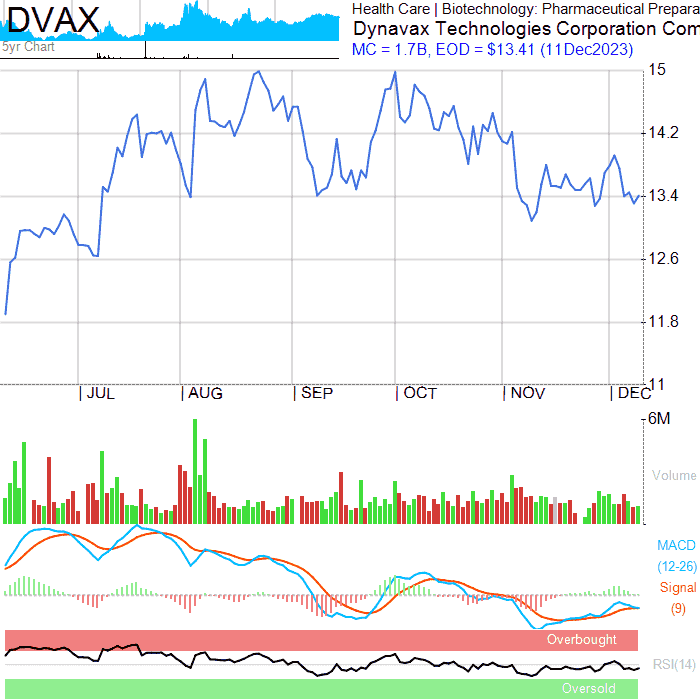 DVAX
5yr Chart
Health Care | Biotechnology: Pharmaceutical Prepara
Dynavax Technologies Corporation Com
MC = 1.7B, EOD = $13.41 (11Dec2023)
15
14.2
13.4
12.6
11.8
11
JUL AUG SEP OCT NOV DEC
6M
Volume
MACD
(12-26)
Signal
(9)
Overbought
RSI(14)
Oversold